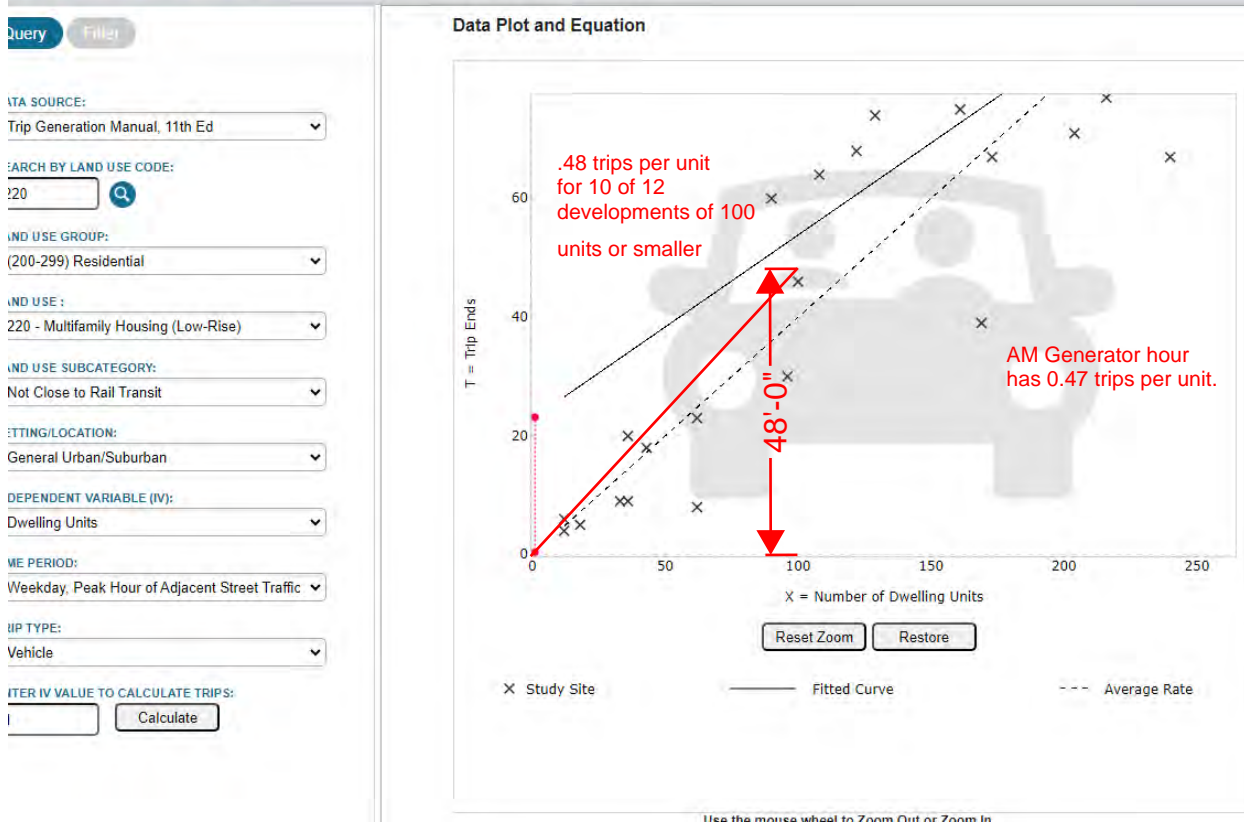 Query
Filter
ATA SOURCE:
Trip Generation Manual, 11th Ed
EARCH BY LAND USE CODE:
220
AND USE GROUP:
(200-299) Residential
AND USE :
220 - Multifamily Housing (Low-Rise)
AND USE SUBCATEGORY:
Not Close to Rail Transit
ETTING/LOCATION:
General Urban/Suburban
DEPENDENT VARIABLE (IV):
Dwelling Units
ME PERIOD:
Weekday, Peak Hour of Adjacent Street Traffic
RIP TYPE:
Vehicle
NTER IV VALUE TO CALCULATE TRIPS:
Calculate
Data Plot and Equation
.48 trips per unit
for 10 of 12
developments of 100
units or smaller
AM Generator hour
has 0.47 trips per unit.
48'-0"
T = Trip Ends
60
40
20
0
0 50 100 150 200 250
X = Number of Dwelling Units
Reset Zoom Restore
Study Site Fitted Curve Average Rate
Use the mouse wheel to Zoom Out or Zoom In